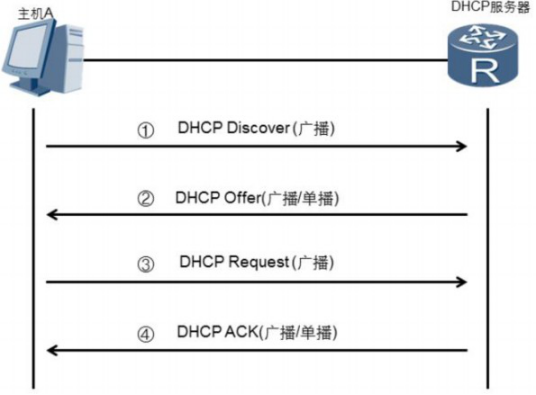 主机A
DHCP服务器
R
① DHCP Discover(广播)
② DHCP Offer(广播/单播)
③ DHCP Request(广播)
④ DHCP ACK(广播/单播)